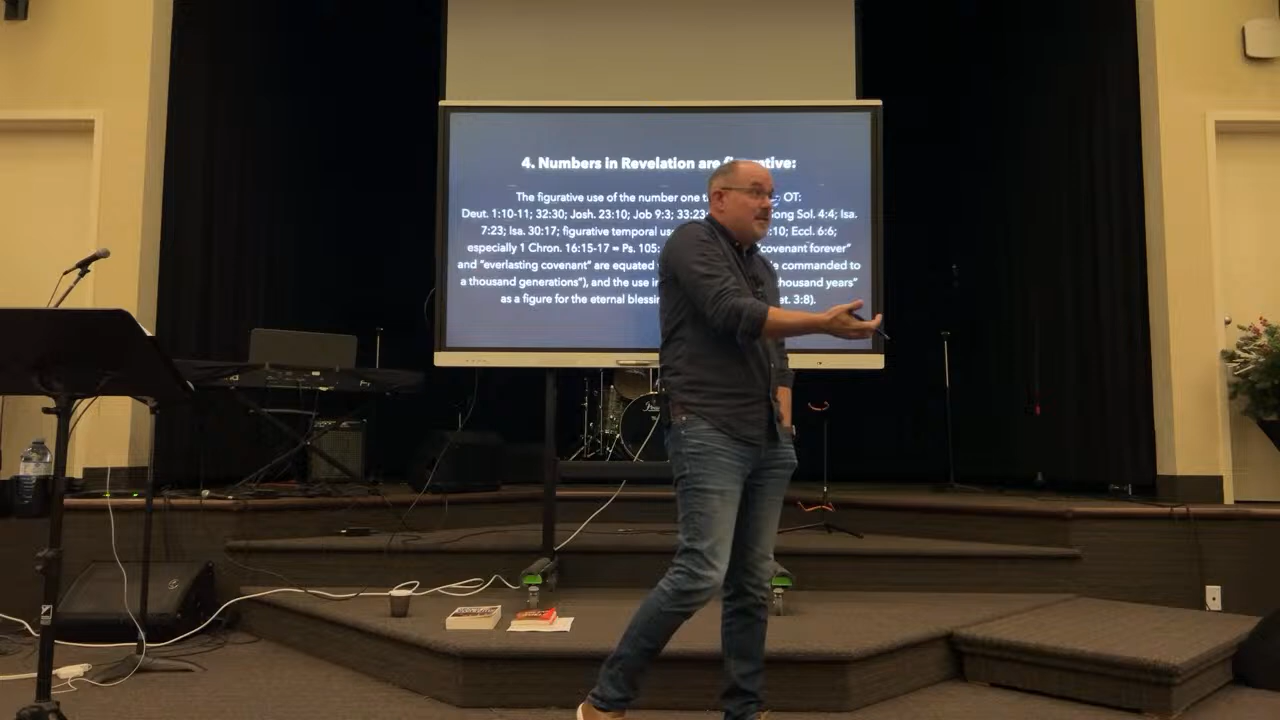 4. Numbers in Revelation are
The figurative use of the number one OT:
Deut. 1:10-11; 32:30; Josh. 23:10; Job 9:3; 33:23 Song Sol. 4:4; Isa.
7:23; Isa. 30:17; figurative temporal :10; Eccl. 6:6;
especially 1 Chron. 16:15-17 = Ps. 105: "covenant forever"
and "everlasting covenant" are equated commanded to
a thousand generations"), and the use thousand years"
as a figure for the eternal 3:8).